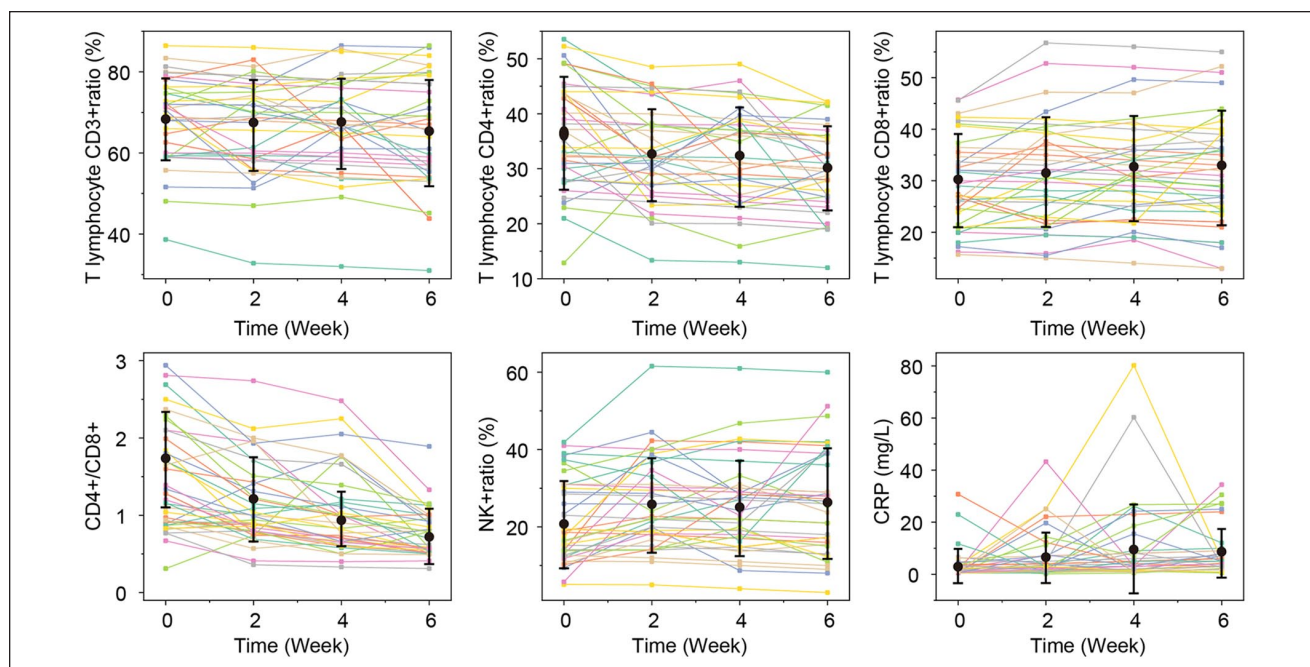 T lymphocyte CD3+ratio (%)
80
60
40
0 2 4 6
Time (Week)
T lymphocyte CD4+ratio (%)
50
40
30
20
10
0 2 4 6
Time (Week)
T lymphocyte CD8+ratio (%)
50
40
30
20
0 2 4 6
Time (Week)
CD4+/CD8+
3
2
1
0
0 2 4 6
Time (Week)
NK+ratio (%)
60
40
20
0 2 4 6
Time (Week)
CRP (mg/L)
80
60
40
20
0
0 2 4 6
Time (Week)